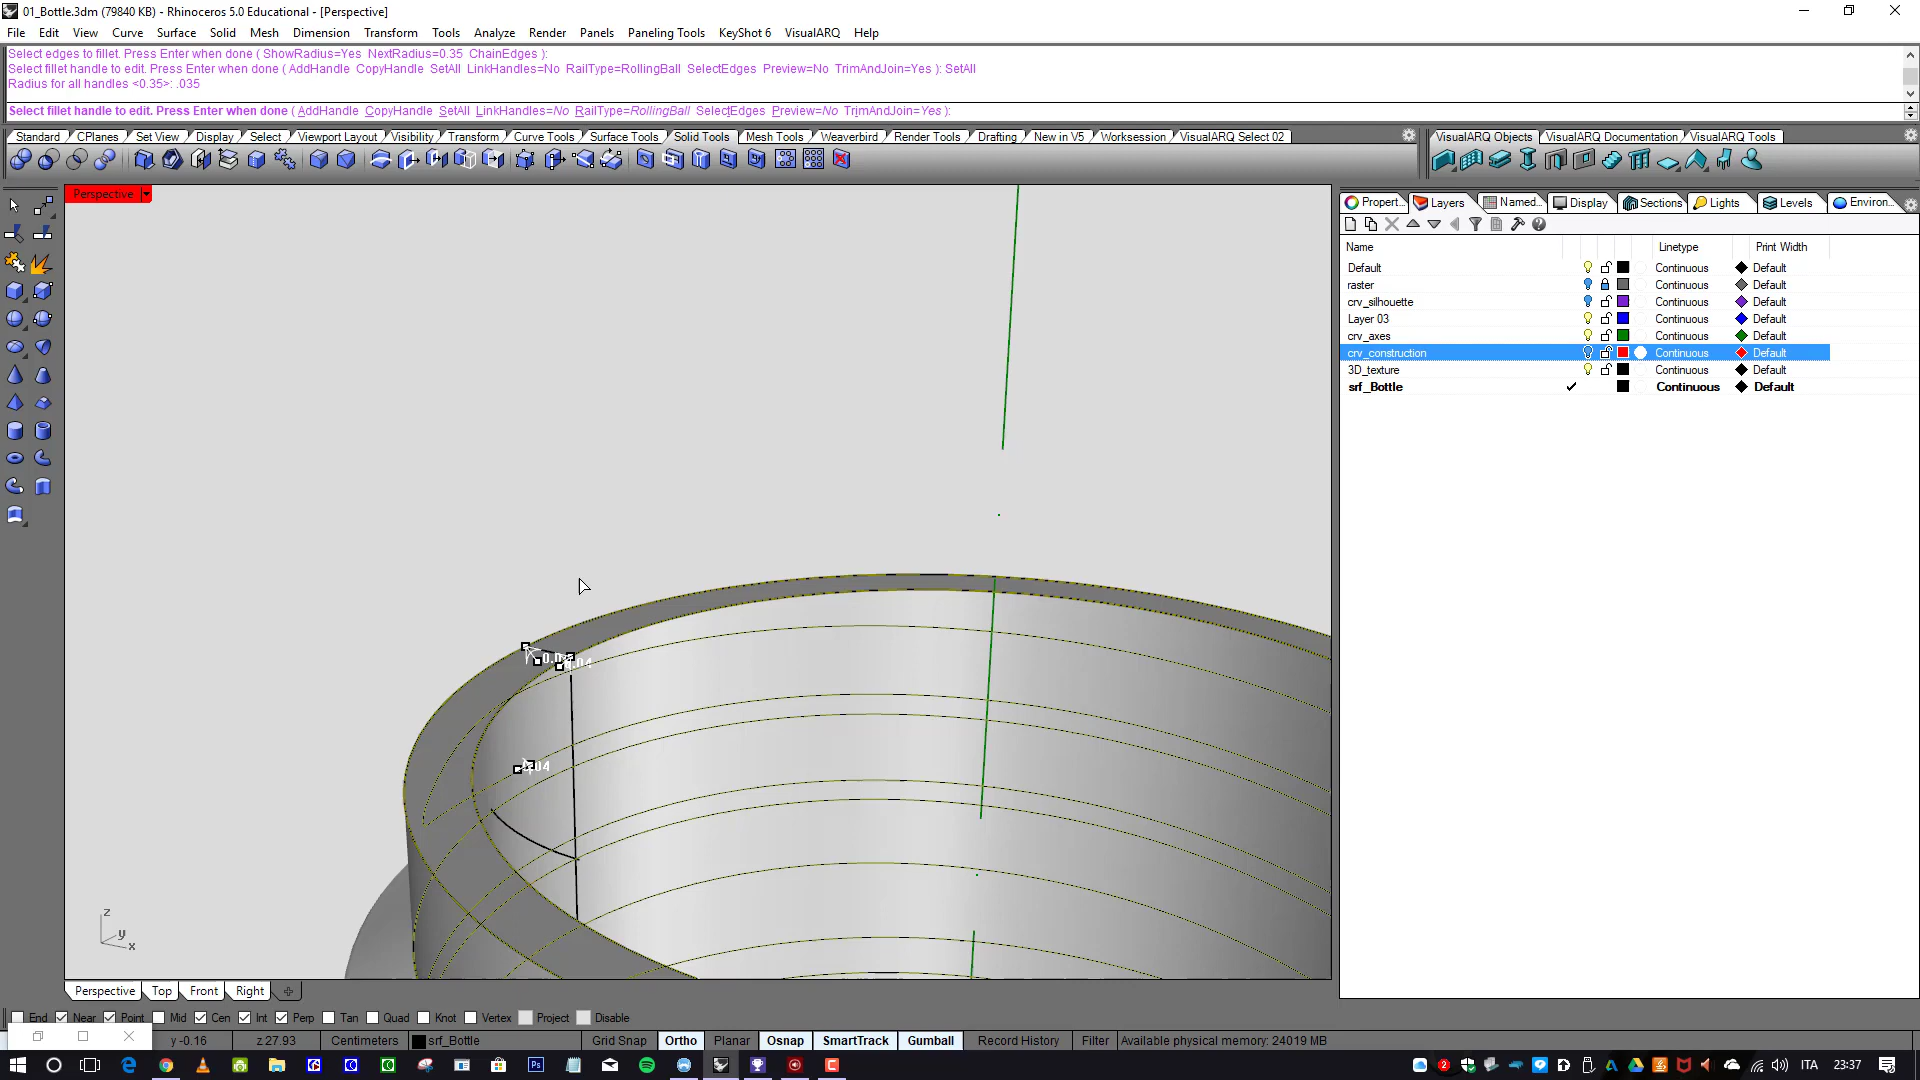 01_Bottle.3dm (79840 KB) - Rhinoceros 5.0 Educational - [Perspective]
File Edit View Curve Surface Solid Mesh Dimension Transform Tools Analyze Render Panels Paneling Tools KeyShot 6 VisualARQ Help
Select edges to fillet. Press Enter when done ( ShowRadius=Yes NextRadius=0.35 ChainEdges ):
Select fillet handle to edit. Press Enter when done ( AddHandle CopyHandle SetAll LinkHandles=No RailType=RollingBall SelectEdges Preview=No TrimAndJoin=Yes ): SetAll
Radius for all handles <0.35>: .035
Select fillet handle to edit. Press Enter when done ( AddHandle CopyHandle SetAll LinkHandles=No RailType=RollingBall SelectEdges Preview=No TrimAndJoin=Yes ):
Standard CPlanes Set View Display Select Viewport Layout Visibility Transform Curve Tools Surface Tools Solid Tools Mesh Tools Weaverbird Render Tools Drafting New in V5 Worksession VisualARQ Select 02
VisualARQ Objects VisualARQ Documentation VisualARQ Tools
Perspective
Propert... Layers Named... Display Sections Lights Levels Environ...
Name Linetype Print Width
Default Continuous Default
raster Continuous Default
crv_silhouette Continuous Default
Layer 03 Continuous Default
crv_axes Continuous Default
crv_construction Continuous Default
3D_texture Continuous Default
srf_Bottle Continuous Default
z
y
x
Perspective Top Front Right
End Near Point Mid Cen Int Perp Tan Quad Knot Vertex Project Disable
y -0.16 z 27.93 Centimeters srf_Bottle Grid Snap Ortho Planar Osnap SmartTrack Gumball Record History Filter Available physical memory: 24019 MB
ITA 23:37